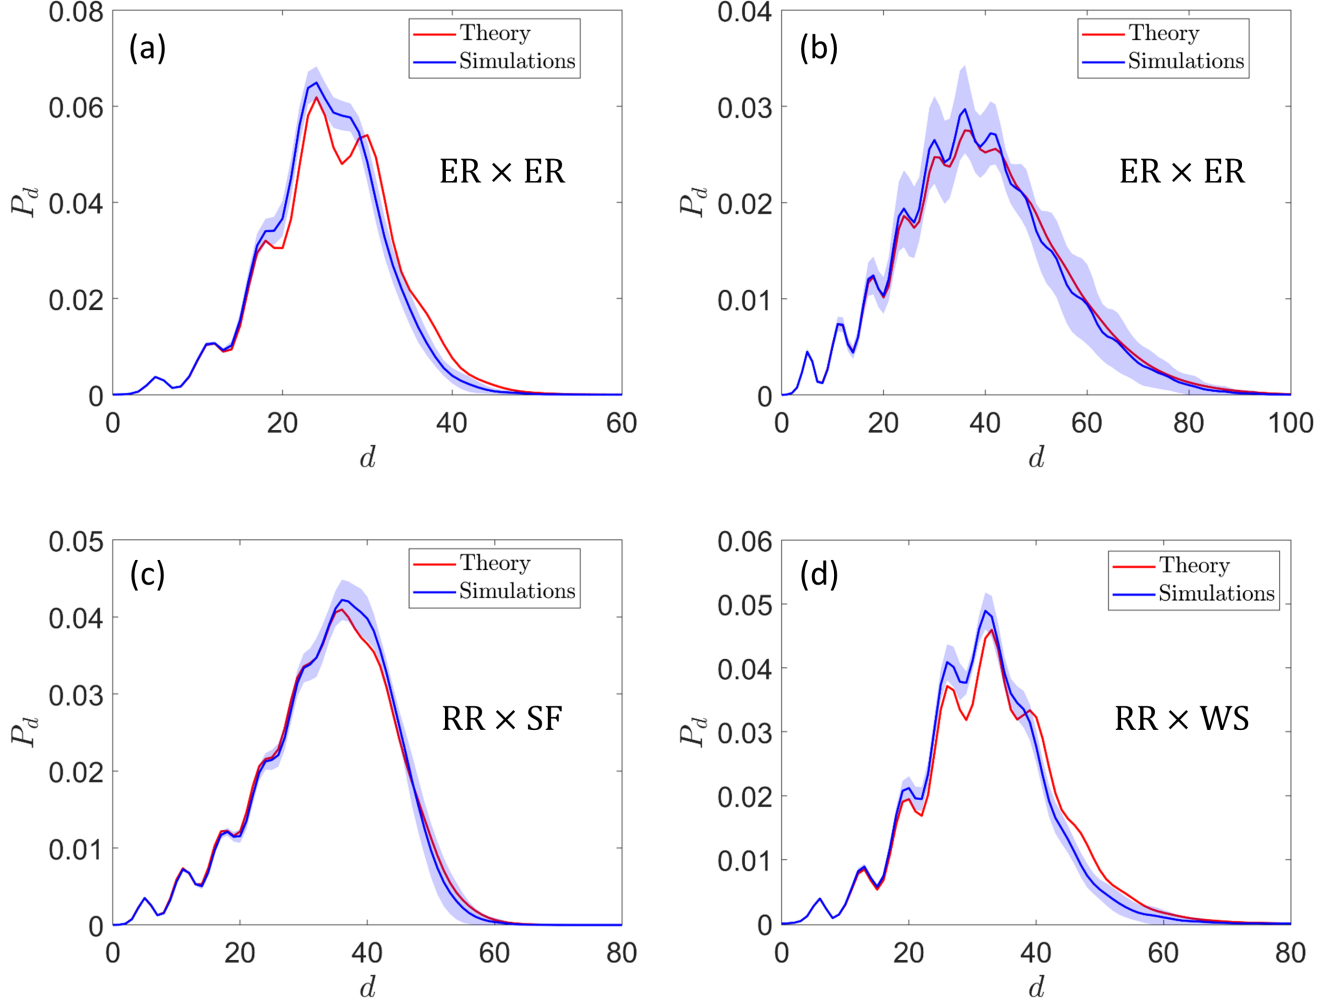 (a)
Theory
Simulations
ER × ER
P_d
0.08
0.06
0.04
0.02
0
0 20 40 60
d
(b)
Theory
Simulations
ER × ER
P_d
0.04
0.03
0.02
0.01
0
0 20 40 60 80 100
d
(c)
Theory
Simulations
RR × SF
P_d
0.05
0.04
0.03
0.02
0.01
0
0 20 40 60 80
d
(d)
Theory
Simulations
RR × WS
P_d
0.06
0.05
0.04
0.03
0.02
0.01
0
0 20 40 60 80
d